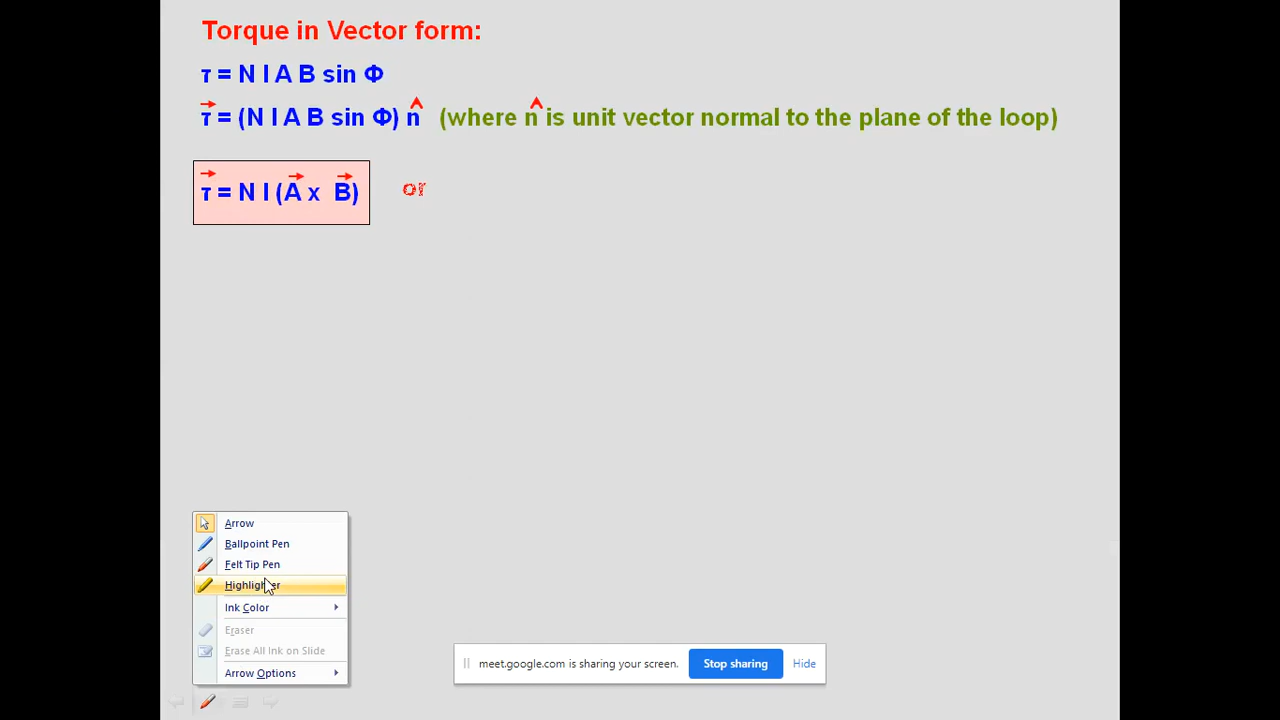 Torque in Vector form:
τ = N I A B sin Φ
τ⃗ = (N I A B sin Φ) n̂ (where n̂ is unit vector normal to the plane of the loop)
τ⃗ = N I (A⃗ x B⃗) or
Arrow
Ballpoint Pen
Felt Tip Pen
Highlighter
Ink Color
Eraser
Erase All Ink on Slide
Arrow Options
meet.google.com is sharing your screen. Stop sharing Hide